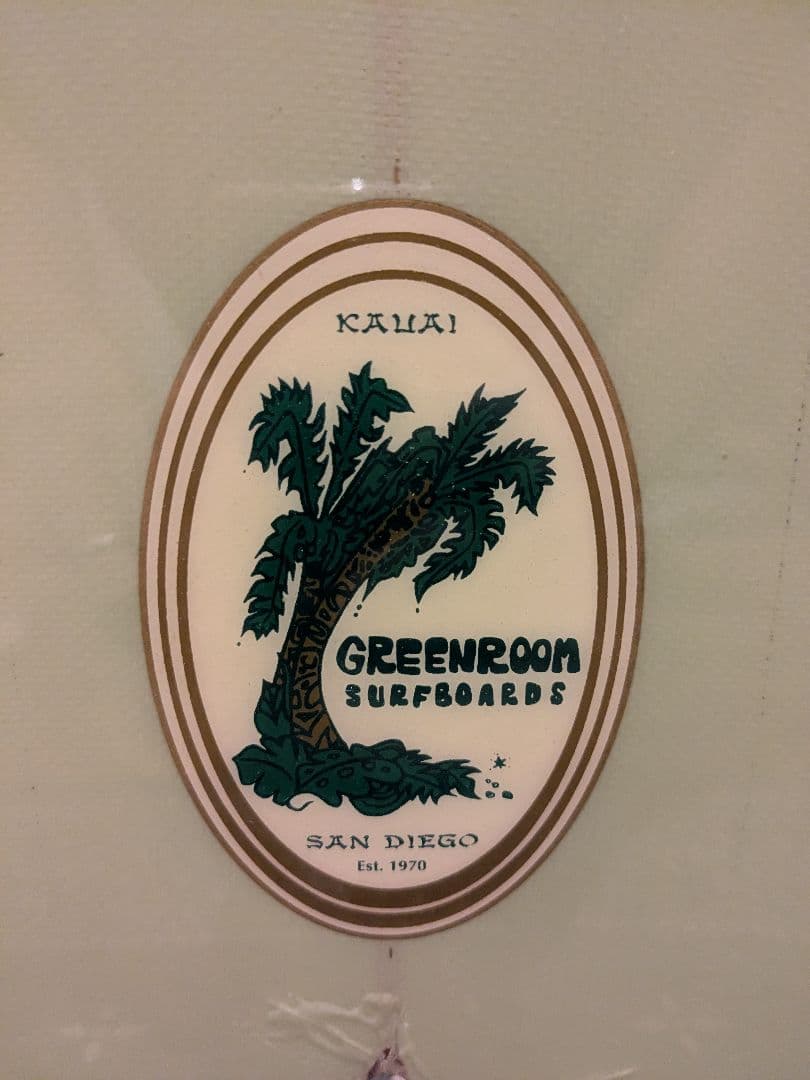 KAUAI
GREENROOM
SURFBOARDS
SAN DIEGO
Est. 1970